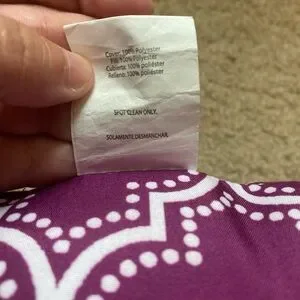 Cover: 100% Polyester
Fill: 100% Polyester
Cubierta: 100% poliéster
Relleno: 100% poliéster
SPOT CLEAN ONLY.
SOLAMENTE DESMANCHAR.